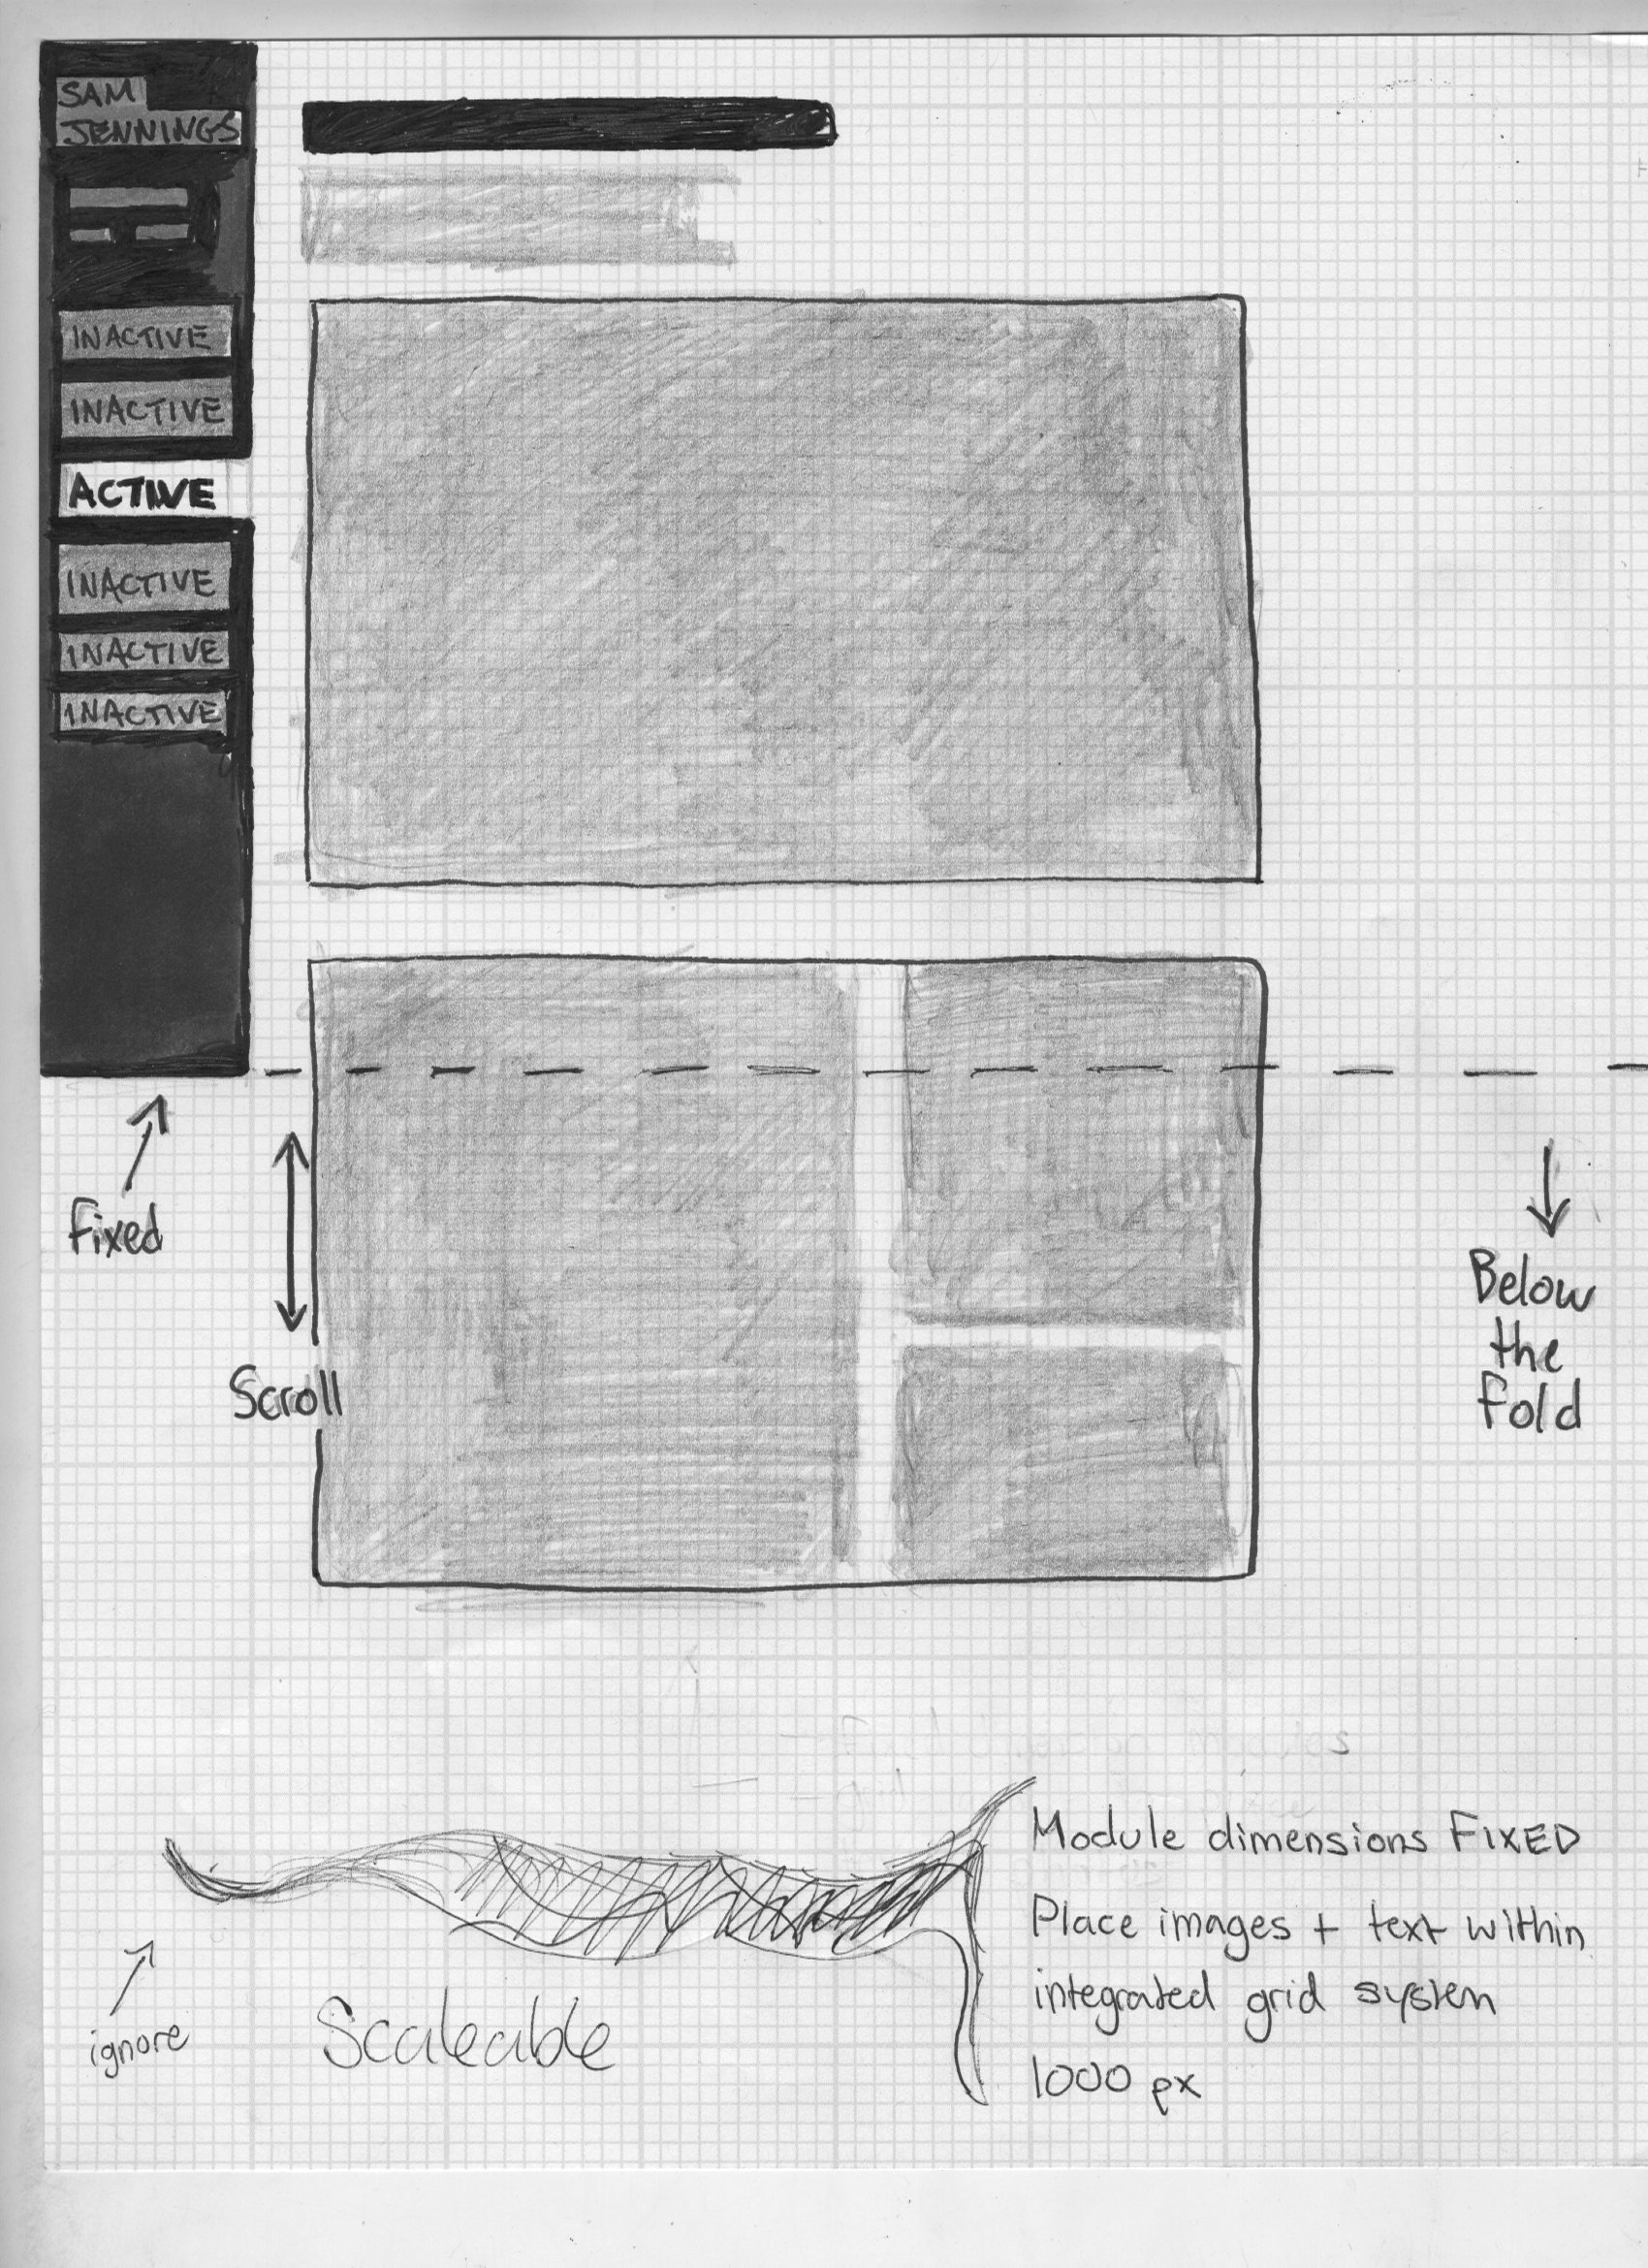 SAM
JENNINGS
INACTIVE
INACTIVE
ACTIVE
INACTIVE
INACTIVE
INACTIVE
Fixed
Scroll
Below
the
Fold
ignore
Scaleable
Module dimensions FIXED
Place images + text within
integrated grid system
1000 px